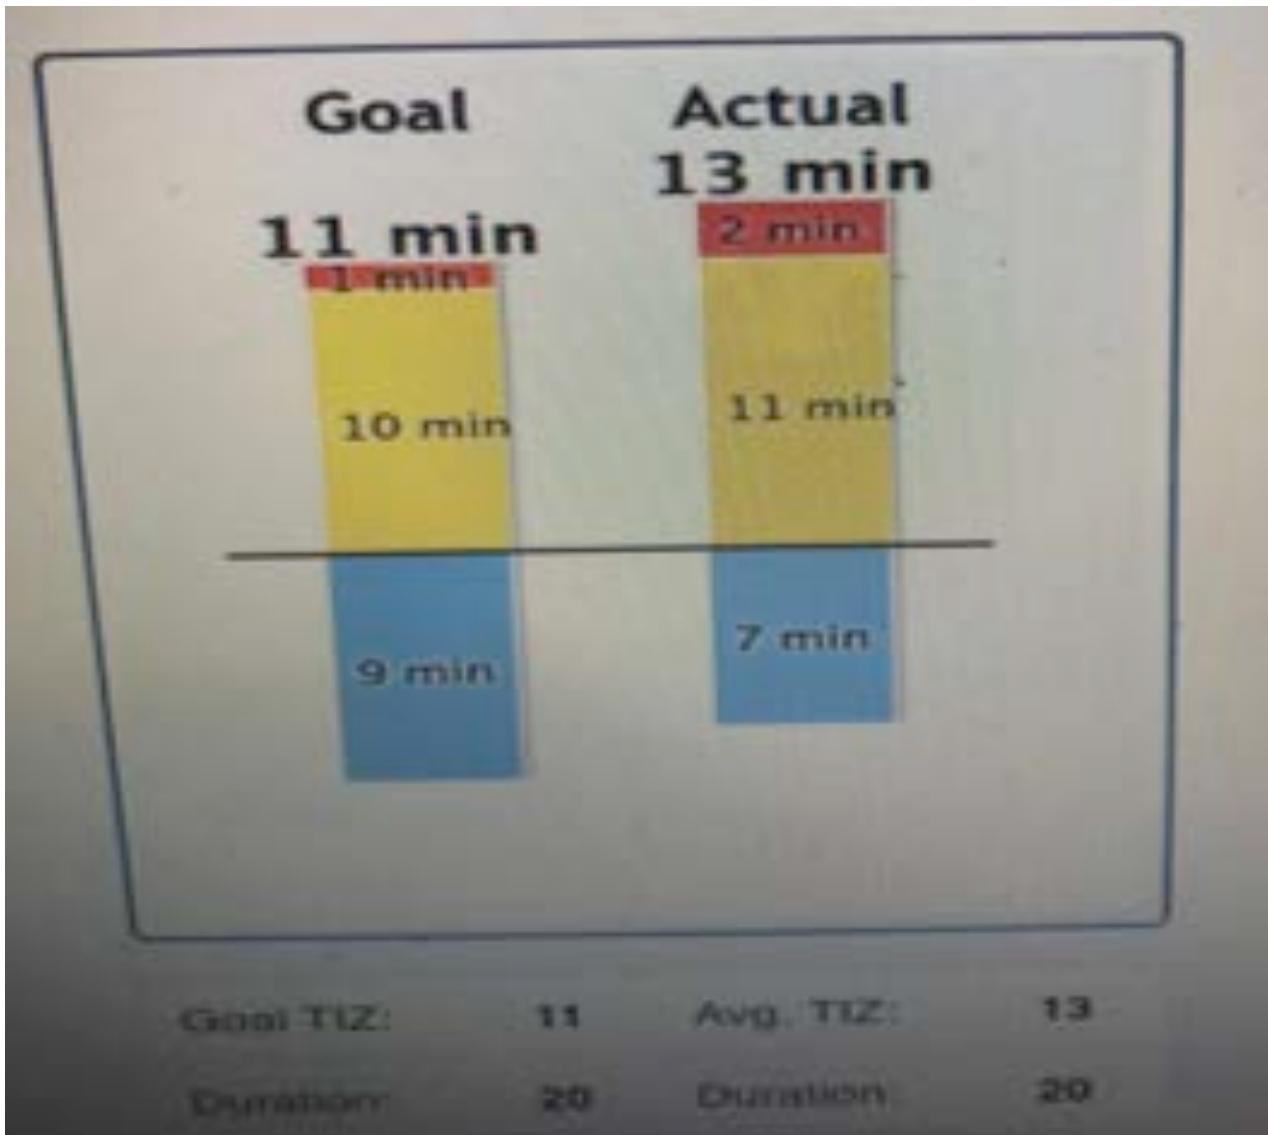 Goal Actual
13 min
11 min
2 min
1 min
10 min 11 min
9 min 7 min
Goal TIZ: 11 Avg. TIZ: 13
Duration: 20 Duration: 20